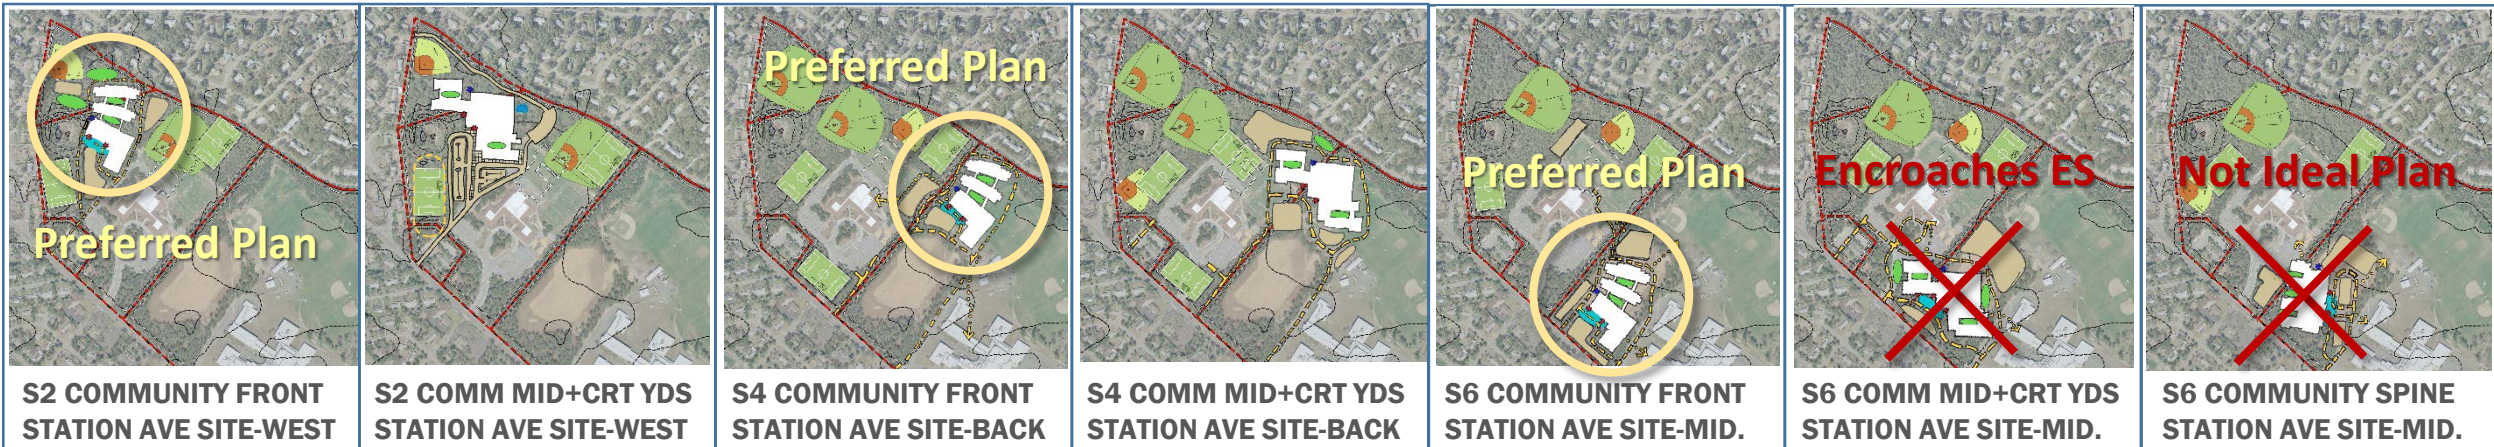 Preferred Plan
S2 COMMUNITY FRONT
STATION AVE SITE-WEST
S2 COMM MID+CRT YDS
STATION AVE SITE-WEST
Preferred Plan
S4 COMMUNITY FRONT
STATION AVE SITE-BACK
S4 COMM MID+CRT YDS
STATION AVE SITE-BACK
Preferred Plan
S6 COMMUNITY FRONT
STATION AVE SITE-MID.
Encroaches ES
S6 COMM MID+CRT YDS
STATION AVE SITE-MID.
Not Ideal Plan
S6 COMMUNITY SPINE
STATION AVE SITE-MID.